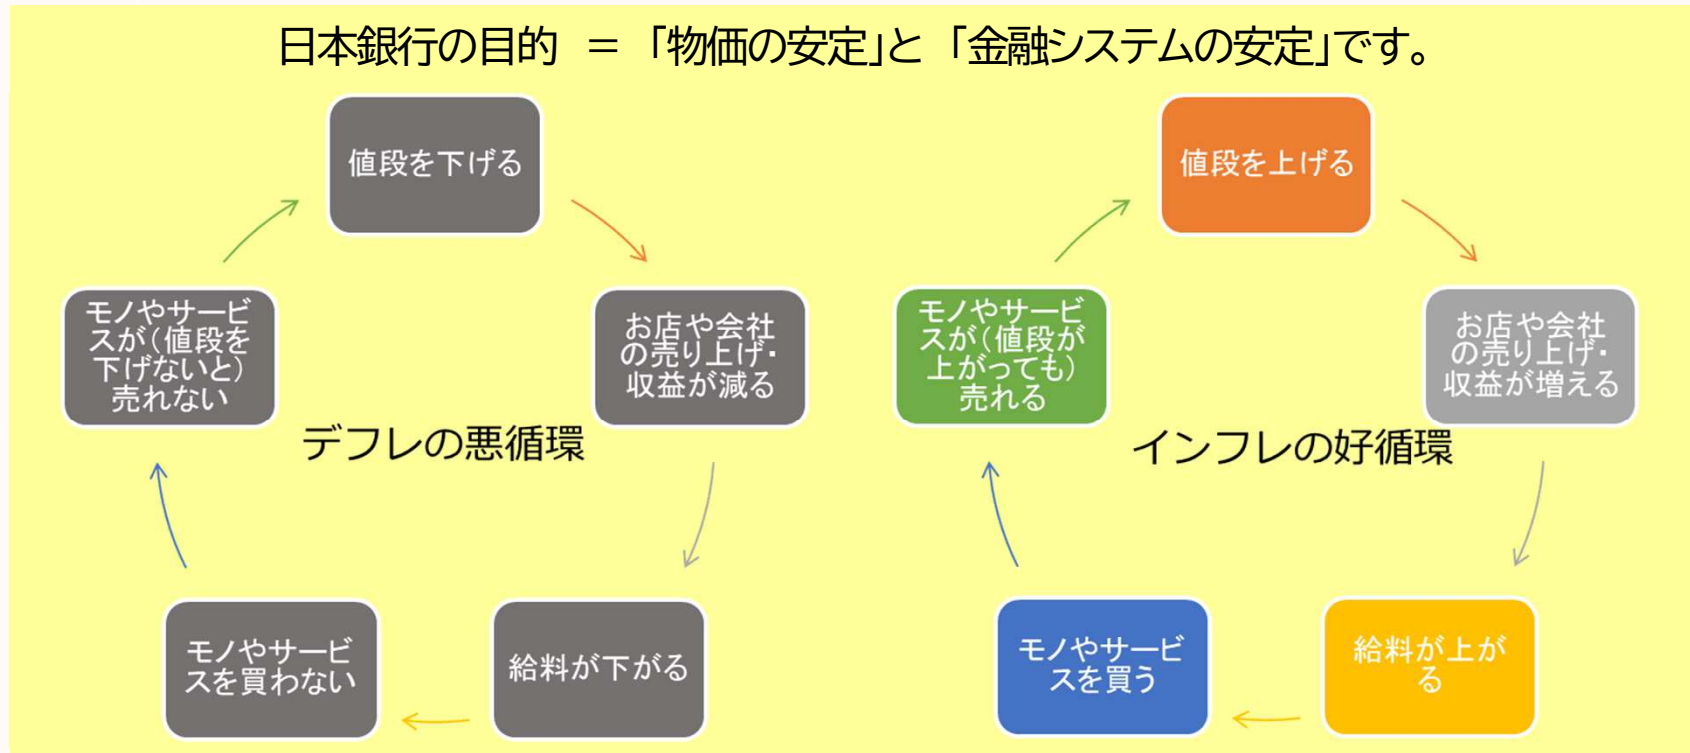 日本銀行の目的 ＝ 「物価の安定」と 「金融システムの安定」です。
値段を下げる
お店や会社
の売り上げ・
収益が減る
給料が下がる
モノやサービ
スを買わない
モノやサービ
スが（値段を
下げないと）
売れない
デフレの悪循環
値段を上げる
お店や会社
の売り上げ・
収益が増える
給料が上が
る
モノやサービ
スを買う
モノやサービ
スが（値段が
上がっても）
売れる
インフレの好循環